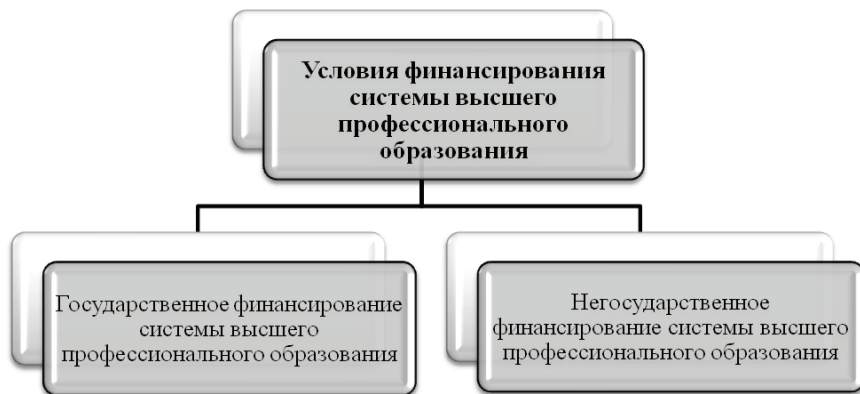 Условия финансирования
системы высшего
профессионального
образования
Государственное финансирование
системы высшего
профессионального образования
Негосударственное
финансирование системы высшего
профессионального образования